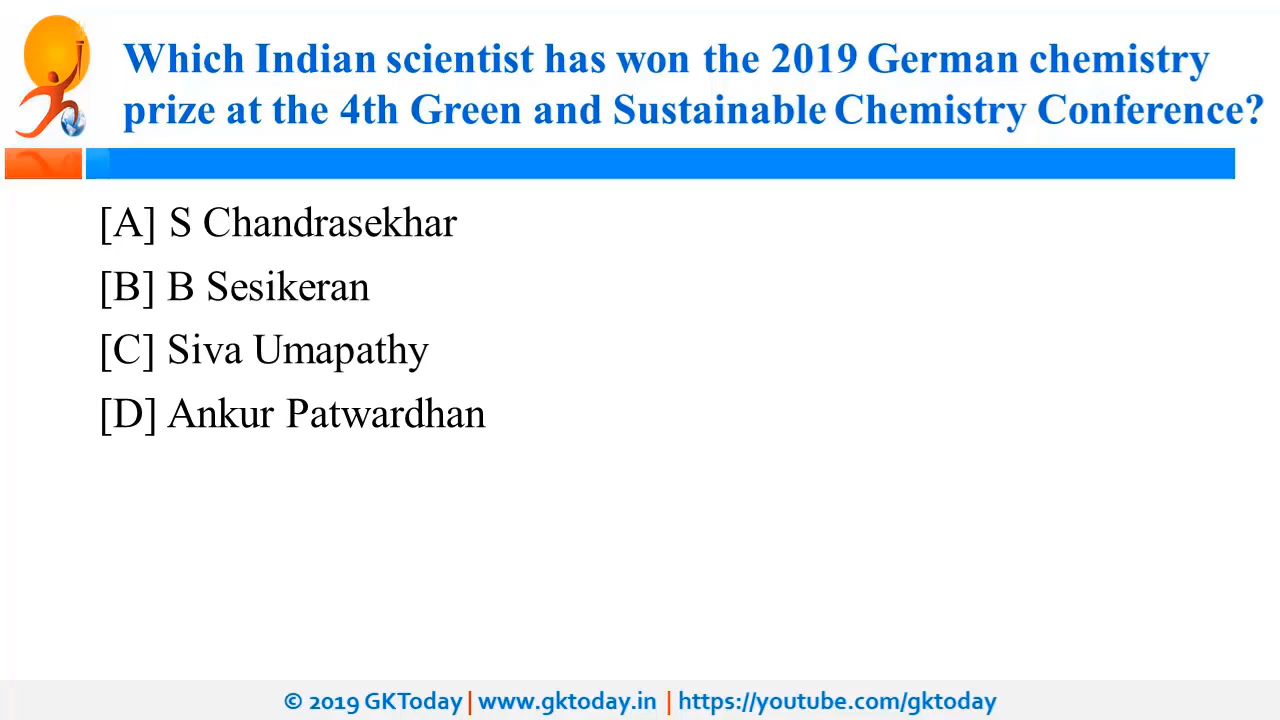 Which Indian scientist has won the 2019 German chemistry
prize at the 4th Green and Sustainable Chemistry Conference?
[A] S Chandrasekhar
[B] B Sesikeran
[C] Siva Umapathy
[D] Ankur Patwardhan
© 2019 GKToday | www.gktoday.in | https://youtube.com/gktoday